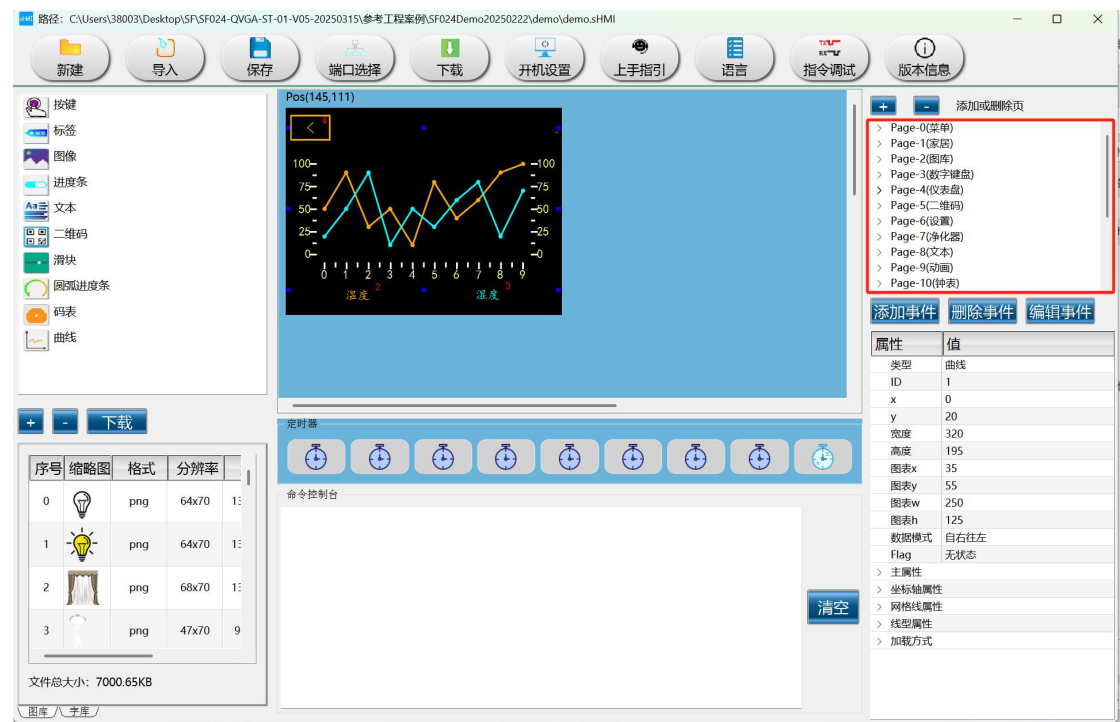 sHMI 路径：C:\Users\38003\Desktop\SF\SF024-QVGA-ST-01-V05-20250315\参考工程案例\SF024Demo20250222\demo\demo.sHMI
新建 导入 保存 端口选择 下载 开机设置 上手指引 语言 指令调试 版本信息
按键
标签
图像
进度条
文本
二维码
滑块
圆弧进度条
码表
曲线
+ - 下载
序号 缩略图 格式 分辨率
0 png 64x70
1 png 64x70
2 png 68x70
3 png 47x70 9
文件总大小：7000.65KB
图库 字库
Pos(145,111)
< 4
100 100
75 75
50 50
25 25
0 0
0 1 2 3 4 5 6 7 8 9
温度 2 湿度 3
定时器
命令控制台
清空
+ - 添加或删除页
> Page-0(菜单)
> Page-1(家居)
> Page-2(图库)
> Page-3(数字键盘)
> Page-4(仪表盘)
> Page-5(二维码)
> Page-6(设置)
> Page-7(净化器)
> Page-8(文本)
> Page-9(动画)
> Page-10(钟表)
添加事件 删除事件 编辑事件
属性 值
类型 曲线
ID 1
x 0
y 20
宽度 320
高度 195
图表x 35
图表y 55
图表w 250
图表h 125
数据模式 自右往左
Flag 无状态
> 主属性
> 坐标轴属性
> 网格线属性
> 线型属性
> 加载方式